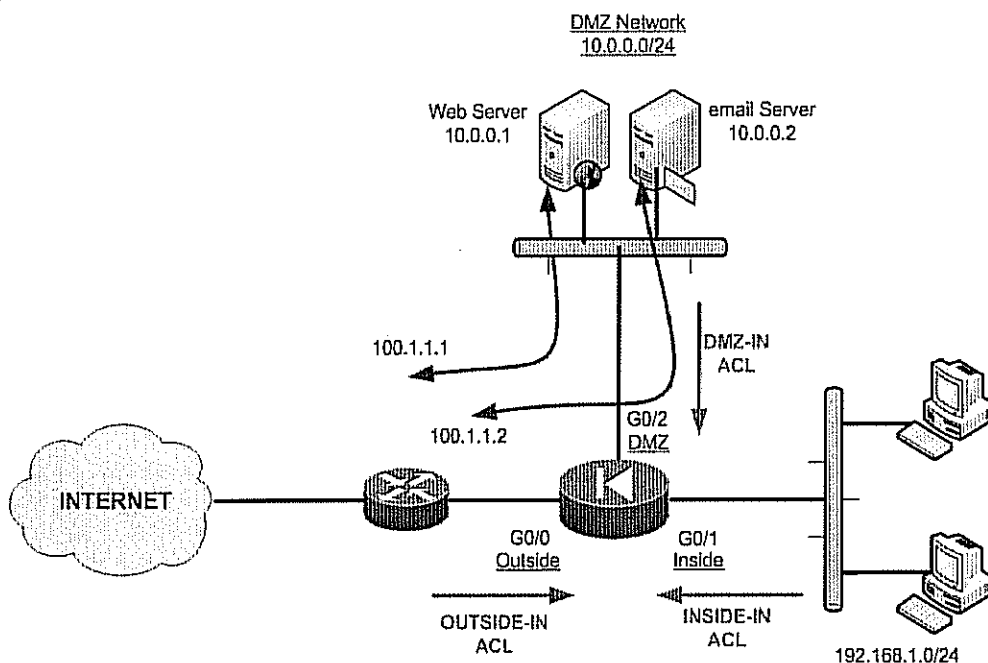 DMZ Network
10.0.0.0/24
Web Server
10.0.0.1
email Server
10.0.0.2
100.1.1.1
DMZ-IN
ACL
100.1.1.2
G0/2
DMZ
INTERNET
G0/0
Outside
G0/1
Inside
OUTSIDE-IN
ACL
INSIDE-IN
ACL
192.168.1.0/24